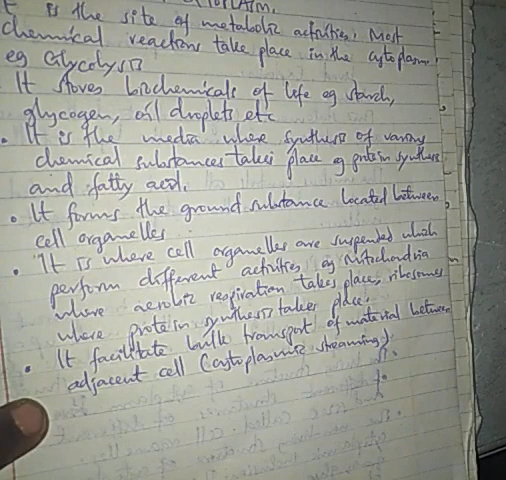 It is the site of metabolic activities. Most
chemical reactions take place in the cytoplasm
eg Glycolysis
It stores biochemicals of life eg starch,
glycogen, oil droplets etc
• It is the media where synthesis of various
chemical substances takes place eg protein synthesis
and fatty acid.
• It forms the ground substance located between
cell organelles
• It is where cell organelles are suspended which
perform different activities eg Mitochondria
where aerobic respiration takes place, ribosomes
where protein synthesis takes place.
• It facilitate bulk transport of material between
adjacent cell (cytoplasmic streaming)